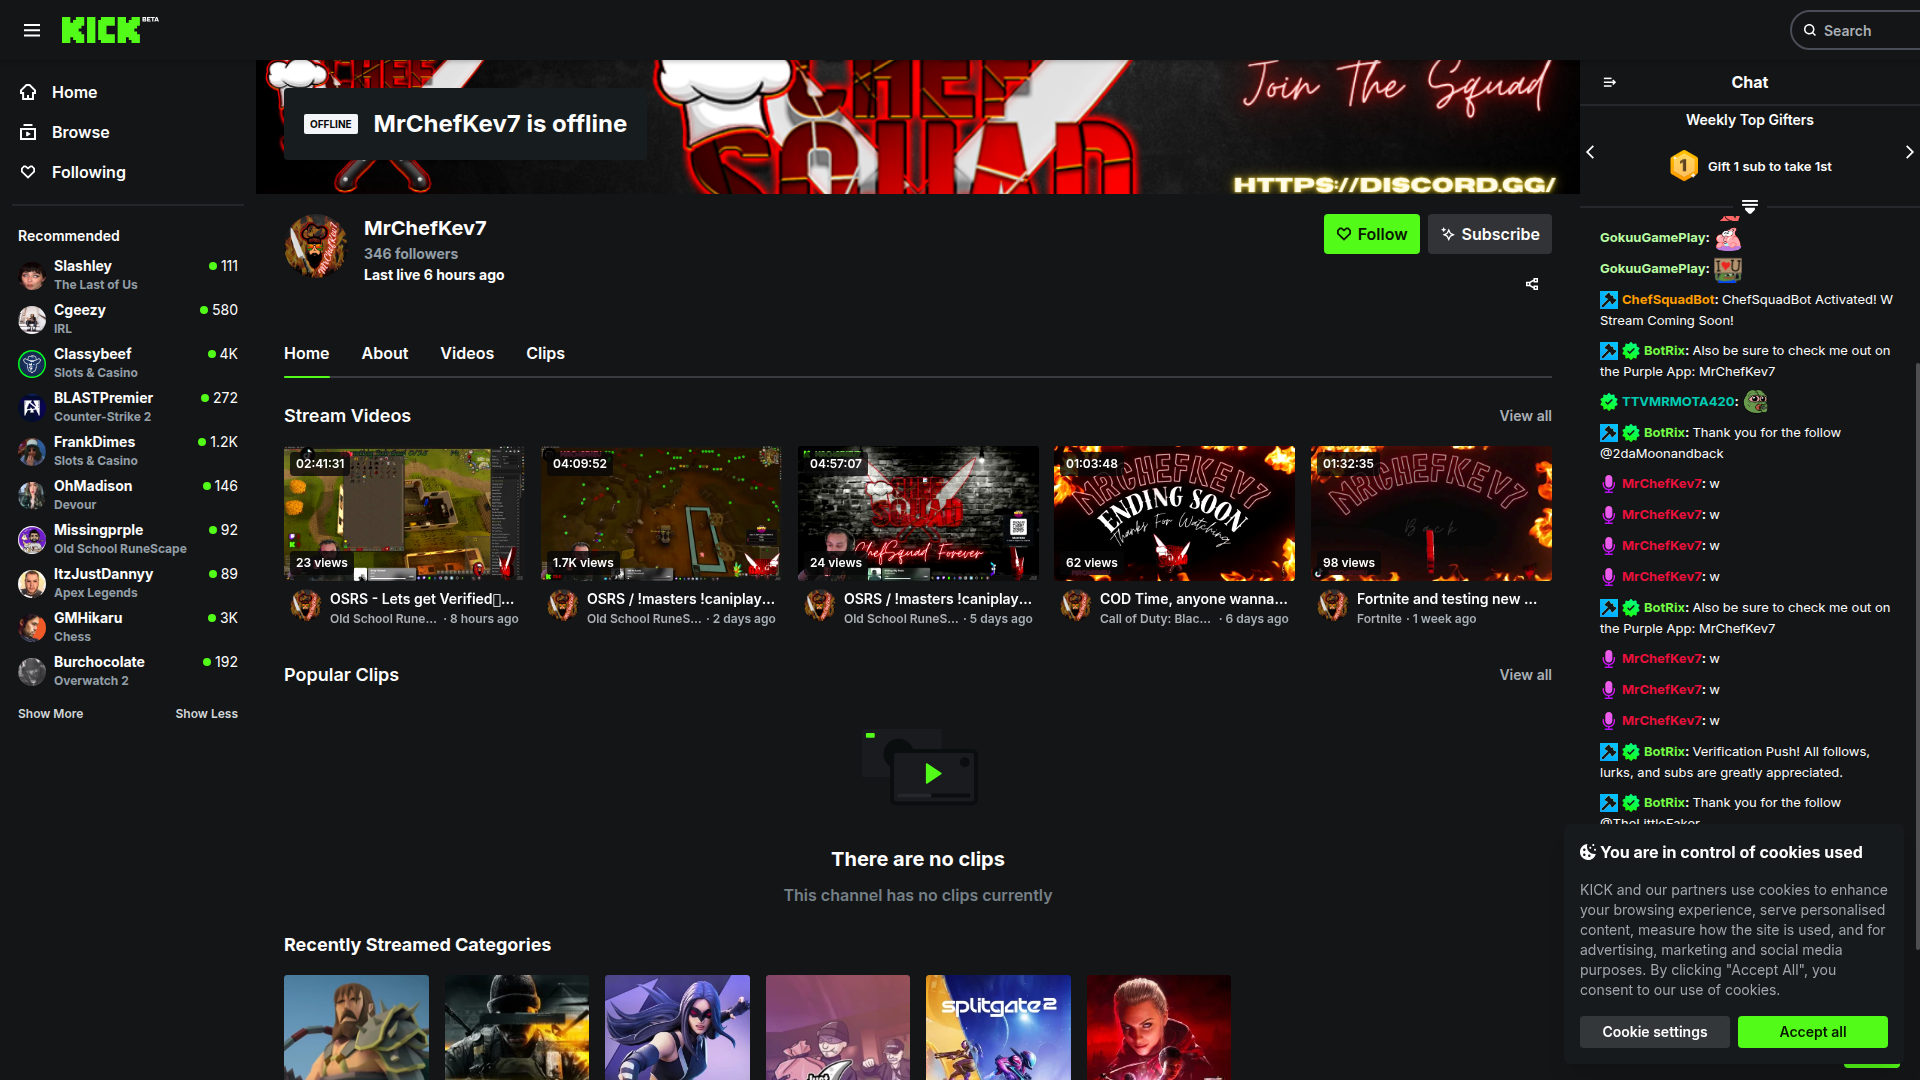 KICK BETA
Search
Home
Browse
Following
Recommended
Slashley
111
The Last of Us
Cgeezy
580
IRL
Classybeef
4K
Slots & Casino
BLASTPremier
272
Counter-Strike 2
FrankDimes
1.2K
Slots & Casino
OhMadison
146
Devour
Missingprple
92
Old School RuneScape
ItzJustDannyy
89
Apex Legends
GMHikaru
3K
Chess
Burchocolate
192
Overwatch 2
Show More
Show Less
CHEF
SQUAD
Join The Squad
HTTPS://DISCORD.GG/
OFFLINE
MrChefKev7 is offline
MrChefKev7
346 followers
Last live 6 hours ago
Follow
Subscribe
Home
About
Videos
Clips
Stream Videos
View all
02:41:31
23 views
OSRS - Lets get Verified▯...
Old School Rune... · 8 hours ago
04:09:52
1.7K views
OSRS / !masters !caniplay...
Old School RuneS... · 2 days ago
04:57:07
CHEF
SQUAD
ChefSquad Forever
24 views
OSRS / !masters !caniplay...
Old School RuneS... · 5 days ago
01:03:48
MRCHEFKEV7
ENDING SOON
Thanks For Watching
62 views
COD Time, anyone wanna...
Call of Duty: Blac... · 6 days ago
01:32:35
MRCHEFKEV7
Back
98 views
Fortnite and testing new ...
Fortnite · 1 week ago
Popular Clips
View all
There are no clips
This channel has no clips currently
Recently Streamed Categories
Just
splitgate2
Chat
Weekly Top Gifters
1
Gift 1 sub to take 1st
GokuuGamePlay:
GokuuGamePlay: I♥U
ChefSquadBot: ChefSquadBot Activated! W
Stream Coming Soon!
BotRix: Also be sure to check me out on
the Purple App: MrChefKev7
TTVMRMOTA420:
BotRix: Thank you for the follow
@2daMoonandback
MrChefKev7: w
MrChefKev7: w
MrChefKev7: w
MrChefKev7: w
BotRix: Also be sure to check me out on
the Purple App: MrChefKev7
MrChefKev7: w
MrChefKev7: w
MrChefKev7: w
BotRix: Verification Push! All follows,
lurks, and subs are greatly appreciated.
BotRix: Thank you for the follow
@TheLittleFaker
You are in control of cookies used
KICK and our partners use cookies to enhance
your browsing experience, serve personalised
content, measure how the site is used, and for
advertising, marketing and social media
purposes. By clicking "Accept All", you
consent to our use of cookies.
Cookie settings
Accept all